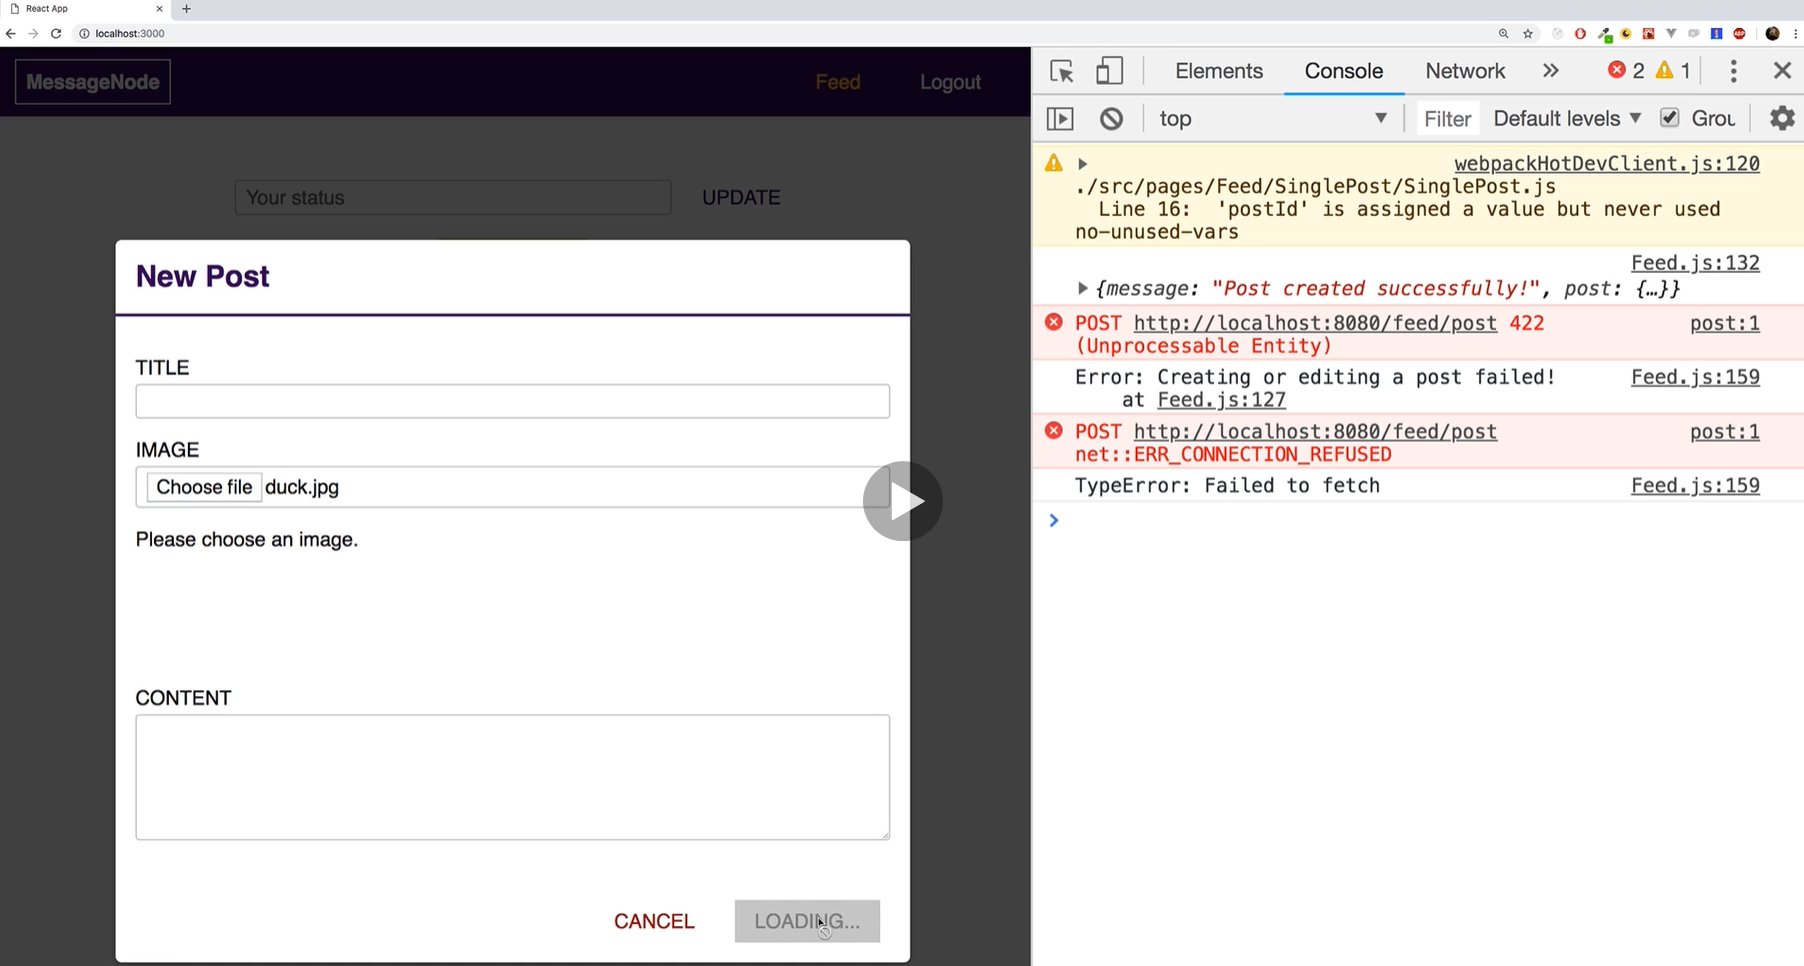 React App
localhost:3000
MessageNode
Feed
Logout
Your status
UPDATE
New Post
TITLE
IMAGE
Choose file duck.jpg
Please choose an image.
CONTENT
CANCEL
LOADING...
Elements
Console
Network
2
1
top
Filter
Default levels
Grou
webpackHotDevClient.js:120
./src/pages/Feed/SinglePost/SinglePost.js
Line 16: 'postId' is assigned a value but never used
no-unused-vars
Feed.js:132
{message: "Post created successfully!", post: {…}}
POST http://localhost:8080/feed/post 422 post:1
(Unprocessable Entity)
Error: Creating or editing a post failed! Feed.js:159
at Feed.js:127
POST http://localhost:8080/feed/post post:1
net::ERR_CONNECTION_REFUSED
TypeError: Failed to fetch Feed.js:159